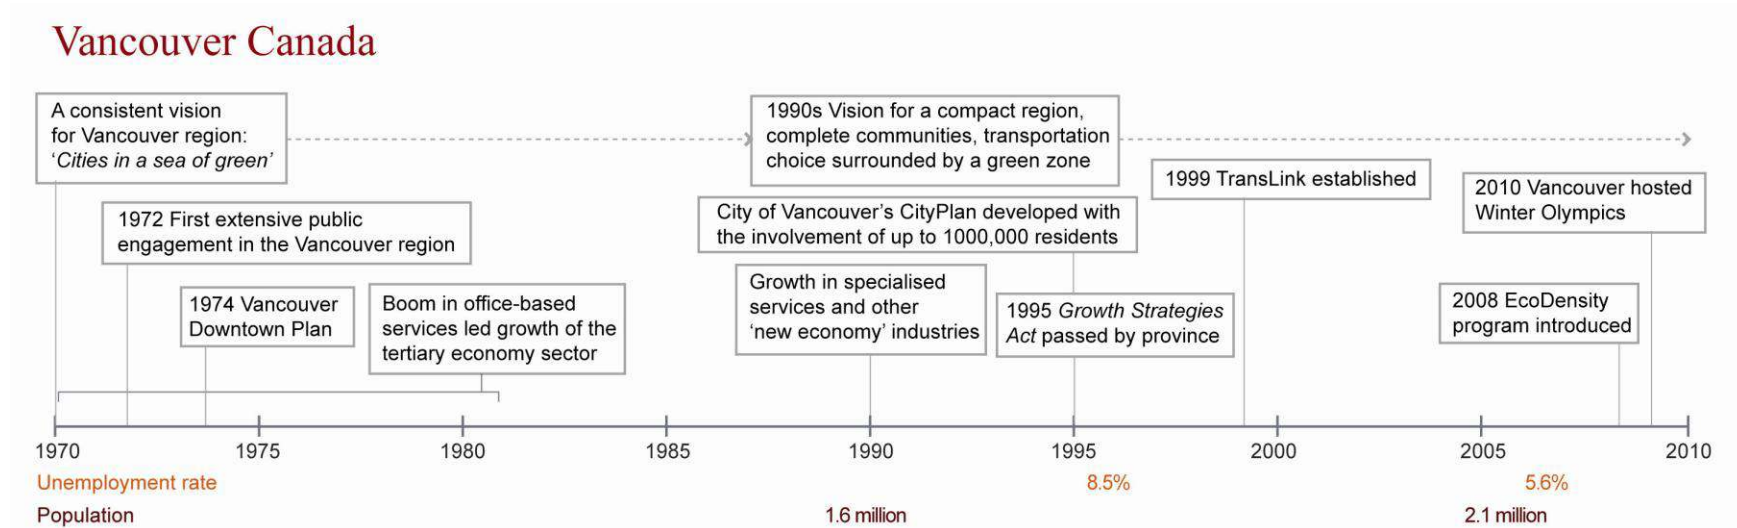 Vancouver Canada
A consistent vision
for Vancouver region:
‘Cities in a sea of green’
1990s Vision for a compact region,
complete communities, transportation
choice surrounded by a green zone
1999 TransLink established
2010 Vancouver hosted
Winter Olympics
1972 First extensive public
engagement in the Vancouver region
City of Vancouver’s CityPlan developed with
the involvement of up to 1000,000 residents
1974 Vancouver
Downtown Plan
Boom in office-based
services led growth of the
tertiary economy sector
Growth in specialised
services and other
‘new economy’ industries
1995 Growth Strategies
Act passed by province
2008 EcoDensity
program introduced
1970 1975 1980 1985 1990 1995 2000 2005 2010
Unemployment rate 8.5% 5.6%
Population 1.6 million 2.1 million